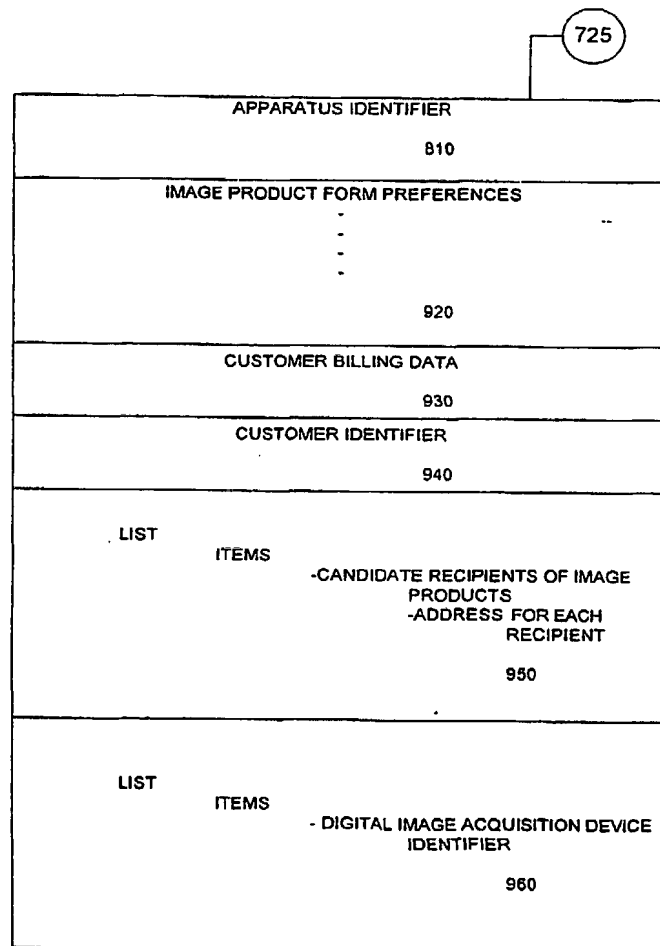 725
APPARATUS IDENTIFIER
810
IMAGE PRODUCT FORM PREFERENCES
-
-
-
-
920
CUSTOMER BILLING DATA
930
CUSTOMER IDENTIFIER
940
LIST
ITEMS
-CANDIDATE RECIPIENTS OF IMAGE
PRODUCTS
-ADDRESS FOR EACH
RECIPIENT
950
LIST
ITEMS
- DIGITAL IMAGE ACQUISITION DEVICE
IDENTIFIER
960